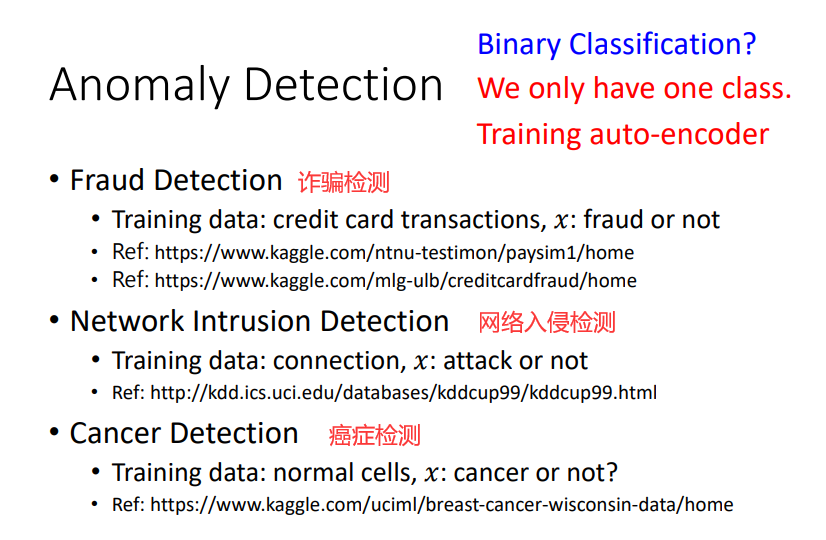 Binary Classification?
Anomaly Detection
We only have one class.
Training auto-encoder
• Fraud Detection 诈骗检测
• Training data: credit card transactions, 𝑥: fraud or not
• Ref: https://www.kaggle.com/ntnu-testimon/paysim1/home
• Ref: https://www.kaggle.com/mlg-ulb/creditcardfraud/home
• Network Intrusion Detection 网络入侵检测
• Training data: connection, 𝑥: attack or not
• Ref: http://kdd.ics.uci.edu/databases/kddcup99/kddcup99.html
• Cancer Detection 癌症检测
• Training data: normal cells, 𝑥: cancer or not?
• Ref: https://www.kaggle.com/uciml/breast-cancer-wisconsin-data/home